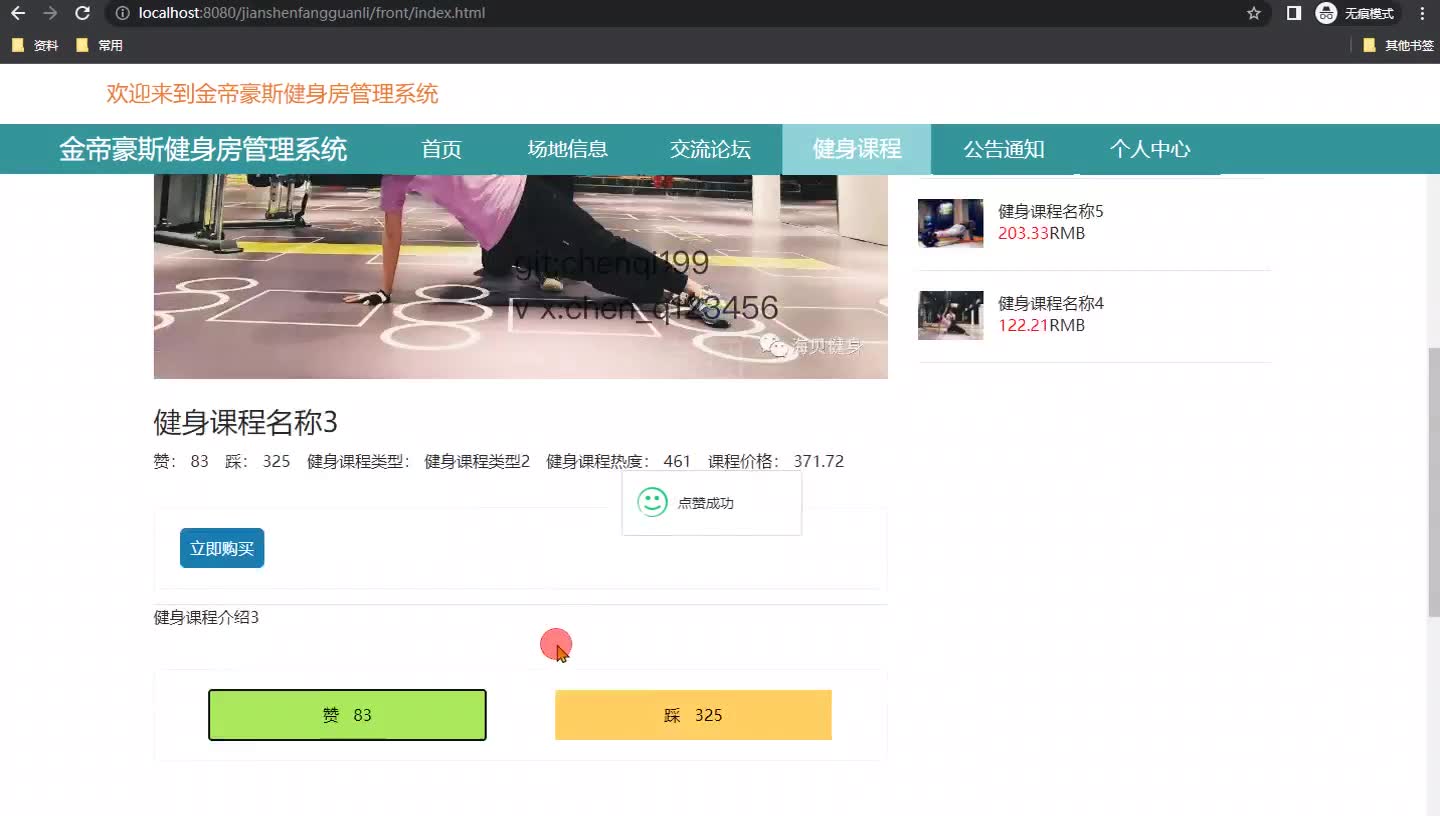 localhost:8080/jianshenfangguanli/front/index.html
无痕模式
资料
常用
其他书签
欢迎来到金帝豪斯健身房管理系统
金帝豪斯健身房管理系统 首页 场地信息 交流论坛 健身课程 公告通知 个人中心
git:chenqi199
v x:chen_q123456
海贝健身
健身课程名称5
203.33RMB
健身课程名称4
122.21RMB
健身课程名称3
赞： 83 踩： 325 健身课程类型： 健身课程类型2 健身课程热度： 461 课程价格： 371.72
点赞成功
立即购买
健身课程介绍3
赞 83
踩 325